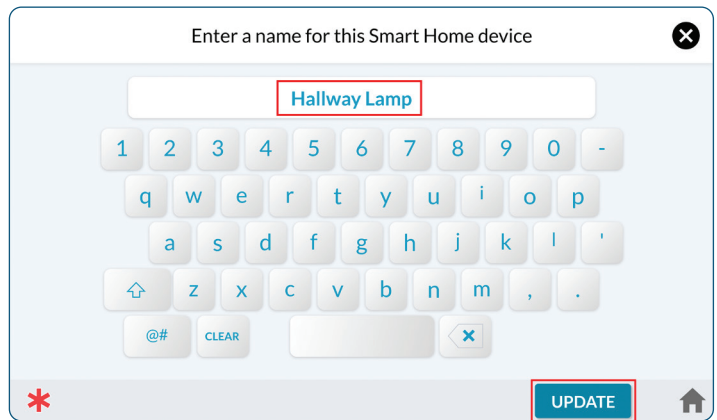 Enter a name for this Smart Home device
Hallway Lamp
1 2 3 4 5 6 7 8 9 0 -
q w e r t y u i o p
a s d f g h j k l '
z x c v b n m , .
@# CLEAR
UPDATE